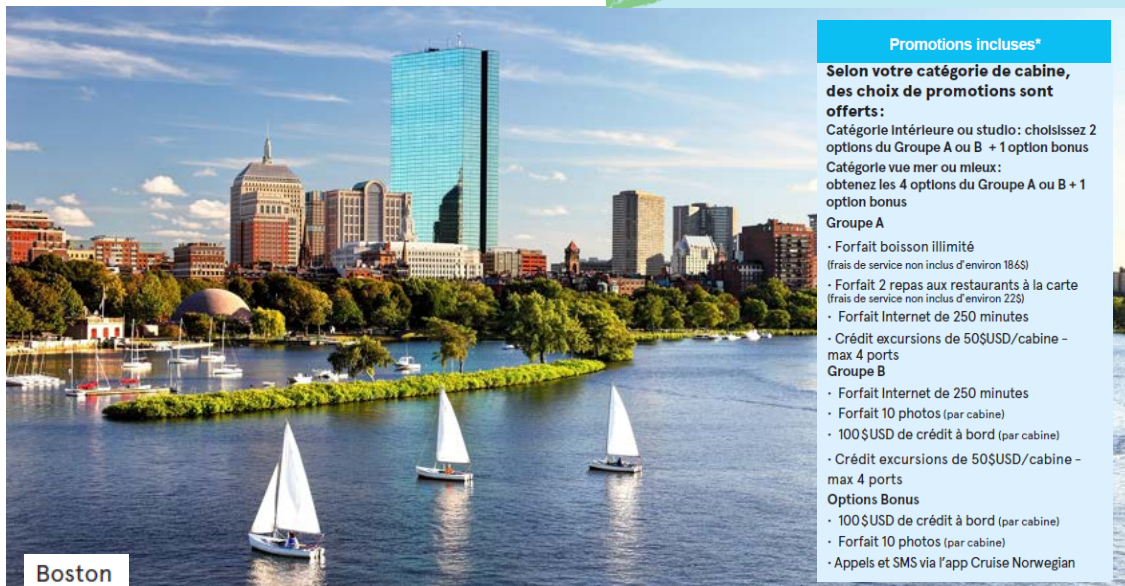 Promotions incluses*
Selon votre catégorie de cabine,
des choix de promotions sont
offerts:
Catégorie intérieure ou studio: choisissez 2
options du Groupe A ou B + 1 option bonus
Catégorie vue mer ou mieux:
obtenez les 4 options du Groupe A ou B + 1
option bonus
Groupe A
· Forfait boisson illimité
(frais de service non inclus d'environ 186$)
· Forfait 2 repas aux restaurants à la carte
(frais de service non inclus d'environ 22$)
· Forfait Internet de 250 minutes
· Crédit excursions de 50$USD/cabine -
max 4 ports
Groupe B
· Forfait Internet de 250 minutes
· Forfait 10 photos (par cabine)
· 100$USD de crédit à bord (par cabine)
· Crédit excursions de 50$USD/cabine -
max 4 ports
Options Bonus
· 100$USD de crédit à bord (par cabine)
· Forfait 10 photos (par cabine)
· Appels et SMS via l'app Cruise Norwegian
Boston